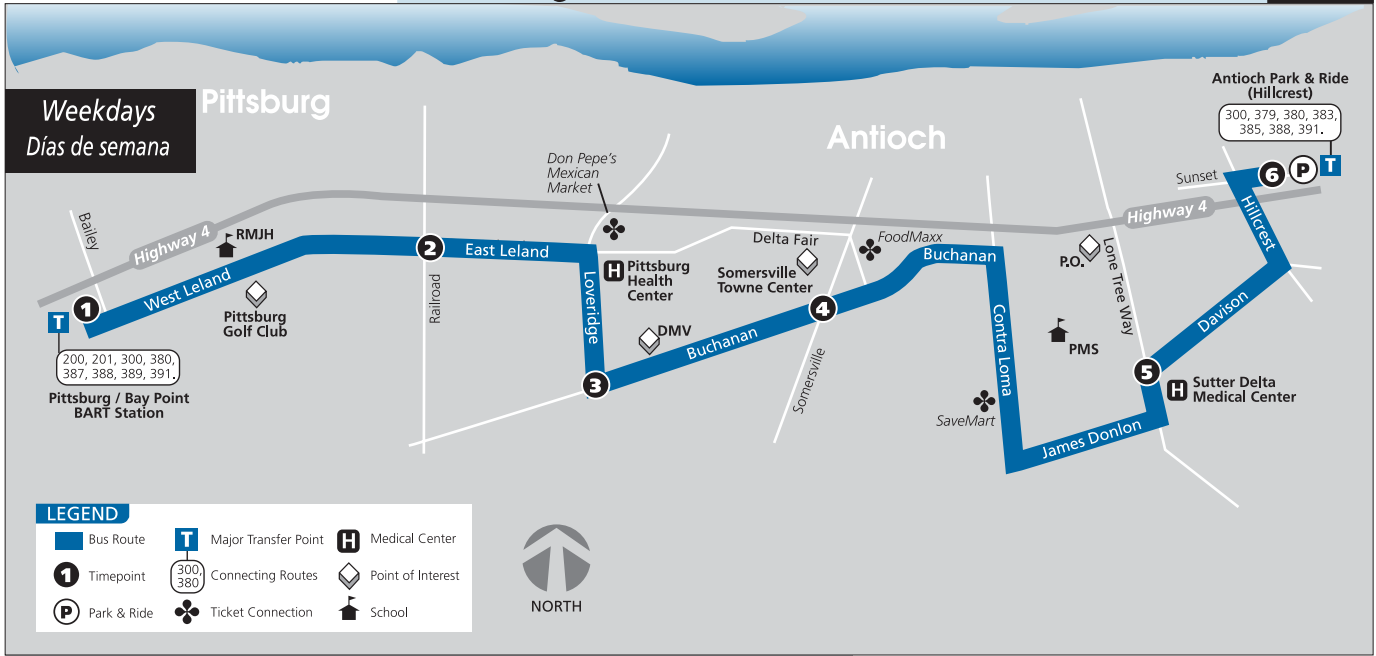 Weekdays
Días de semana
Pittsburg
Antioch
Antioch Park & Ride
(Hillcrest)
300, 379, 380, 383,
385, 388, 391.
T
P
6
Sunset
Hillcrest
Highway 4
Don Pepe's
Mexican
Market
Bailey
Highway 4
RMJH
2
East Leland
West Leland
1
T
200, 201, 300, 380,
387, 388, 389, 391.
Pittsburg / Bay Point
BART Station
Pittsburg
Golf Club
Railroad
Loveridge
H
Pittsburg
Health
Center
DMV
3
Buchanan
Delta Fair
Somersville
Towne Center
FoodMaxx
4
Somersville
Buchanan
Contra Loma
SaveMart
P.O.
PMS
Lone Tree Way
Davison
5
H
Sutter Delta
Medical Center
James Donlon
LEGEND
Bus Route
T
Major Transfer Point
H
Medical Center
1
Timepoint
300,
380
Connecting Routes
Point of Interest
P
Park & Ride
Ticket Connection
School
NORTH